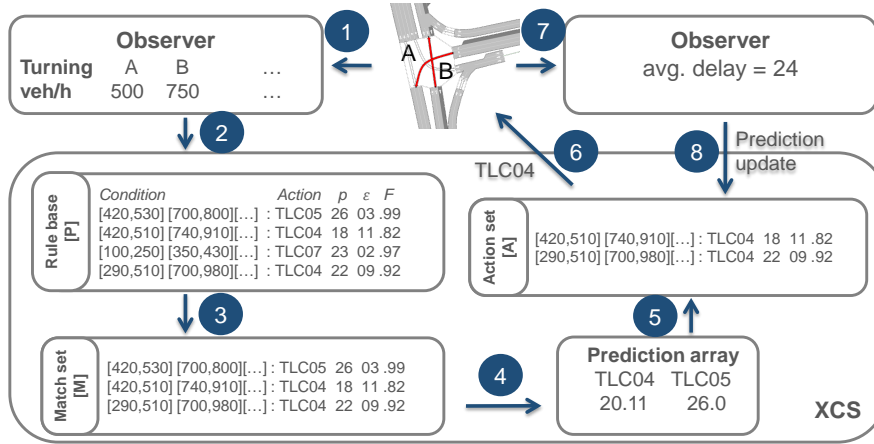 1
Observer
Turning A B …
veh/h 500 750 …
A
B
7
Observer
avg. delay = 24
2
6
TLC04
8
Prediction
update
Rule base
[P]
Condition Action p ε F
[420,530] [700,800][…] : TLC05 26 03 .99
[420,510] [740,910][…] : TLC04 18 11 .82
[100,250] [350,430][…] : TLC07 23 02 .97
[290,510] [700,980][…] : TLC04 22 09 .92
Action set
[A]
[420,510] [740,910][…] : TLC04 18 11 .82
[290,510] [700,980][…] : TLC04 22 09 .92
3
5
Match set
[M]
[420,530] [700,800][…] : TLC05 26 03 .99
[420,510] [740,910][…] : TLC04 18 11 .82
[290,510] [700,980][…] : TLC04 22 09 .92
4
Prediction array
TLC04 TLC05
20.11 26.0
XCS